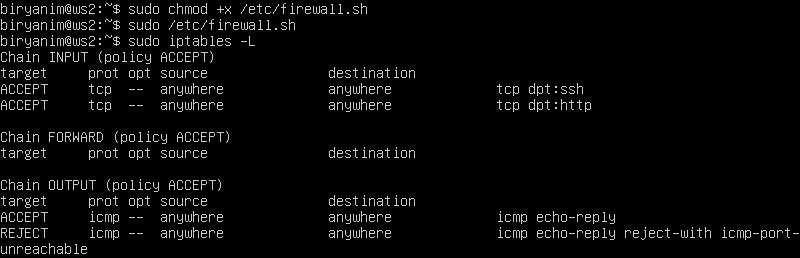 biryanim@ws2:~$ sudo chmod +x /etc/firewall.sh
biryanim@ws2:~$ sudo /etc/firewall.sh
biryanim@ws2:~$ sudo iptables -L
Chain INPUT (policy ACCEPT)
target     prot opt source               destination
ACCEPT     tcp  --  anywhere             anywhere             tcp dpt:ssh
ACCEPT     tcp  --  anywhere             anywhere             tcp dpt:http
Chain FORWARD (policy ACCEPT)
target     prot opt source               destination
Chain OUTPUT (policy ACCEPT)
target     prot opt source               destination
ACCEPT     icmp --  anywhere             anywhere             icmp echo-reply
REJECT     icmp --  anywhere             anywhere             icmp echo-reply reject-with icmp-port-
unreachable